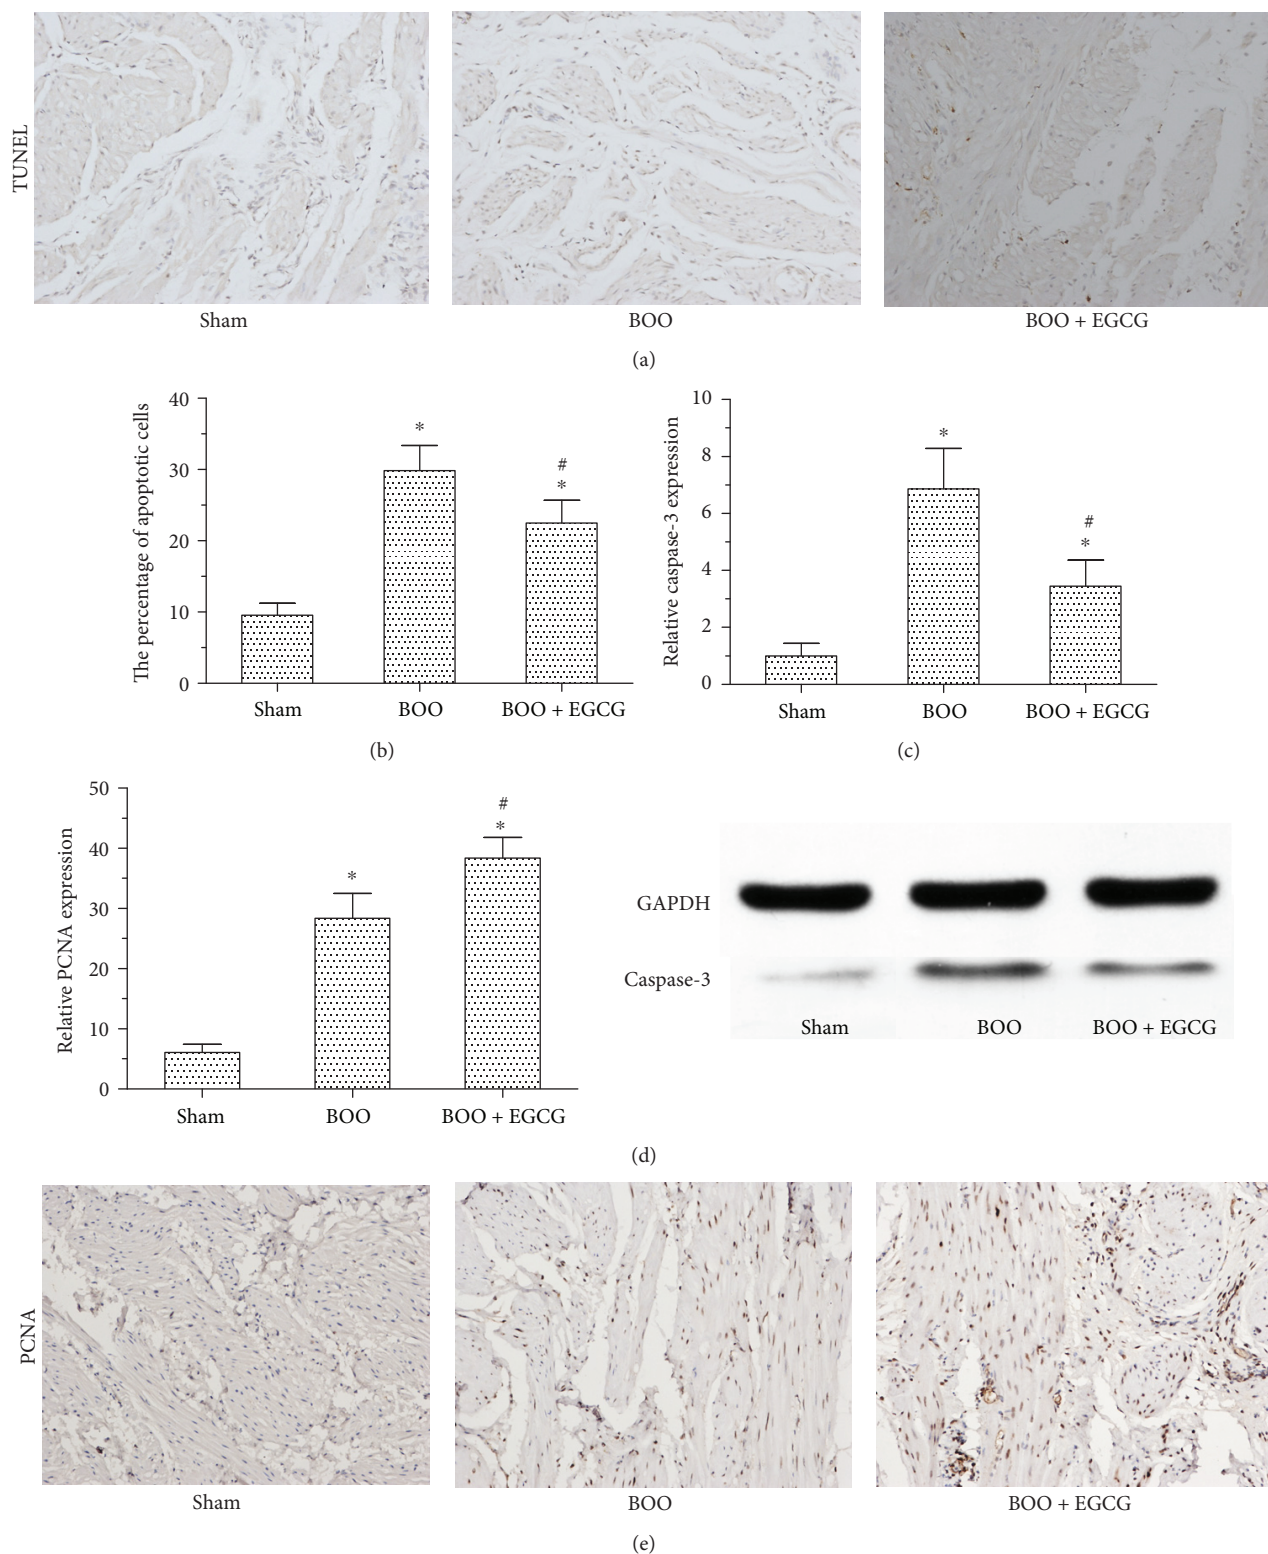 TUNEL
Sham
BOO
BOO + EGCG
(a)
The percentage of apoptotic cells
40
30
20
10
0
*
#
*
Sham
BOO
BOO + EGCG
(b)
Relative caspase-3 expression
10
8
6
4
2
0
*
#
*
Sham
BOO
BOO + EGCG
(c)
Relative PCNA expression
50
40
30
20
10
0
*
#
*
Sham
BOO
BOO + EGCG
GAPDH
Caspase-3
Sham
BOO
BOO + EGCG
(d)
PCNA
Sham
BOO
BOO + EGCG
(e)